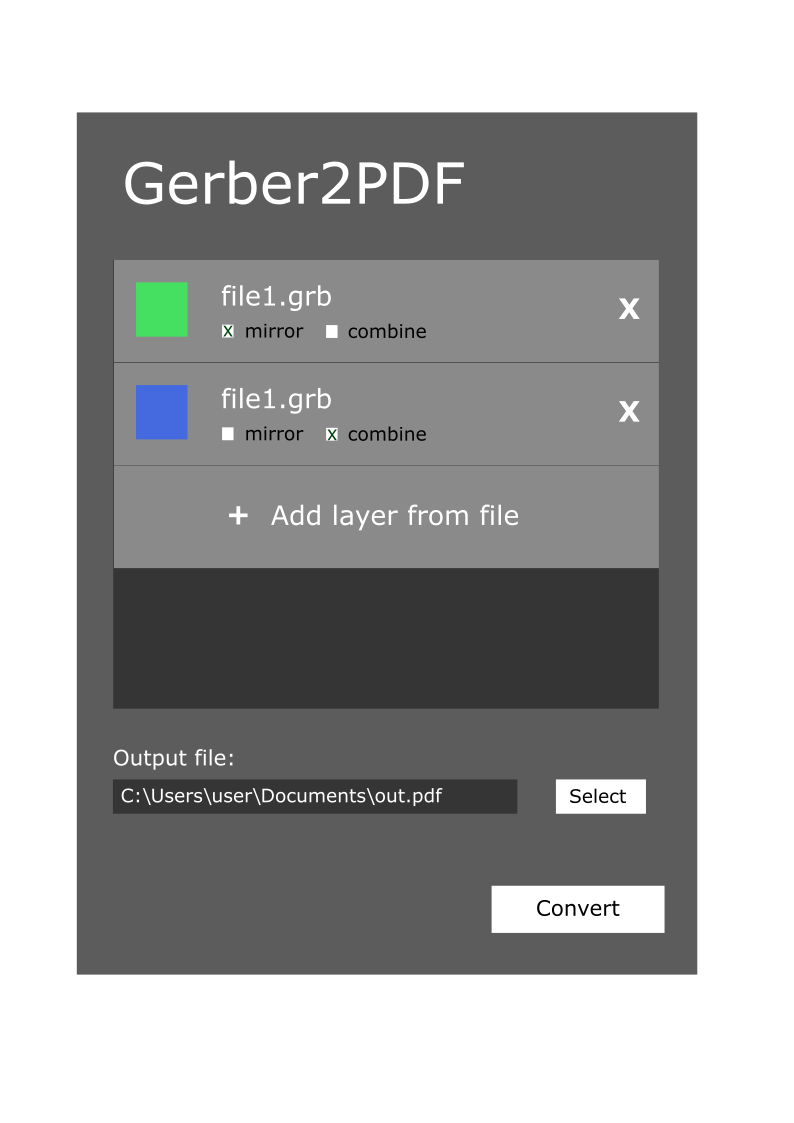 Gerber2PDF
file1.grb
X
X mirror combine
file1.grb
X
mirror X combine
+ Add layer from file
Output file:
C:\Users\user\Documents\out.pdf Select
Convert